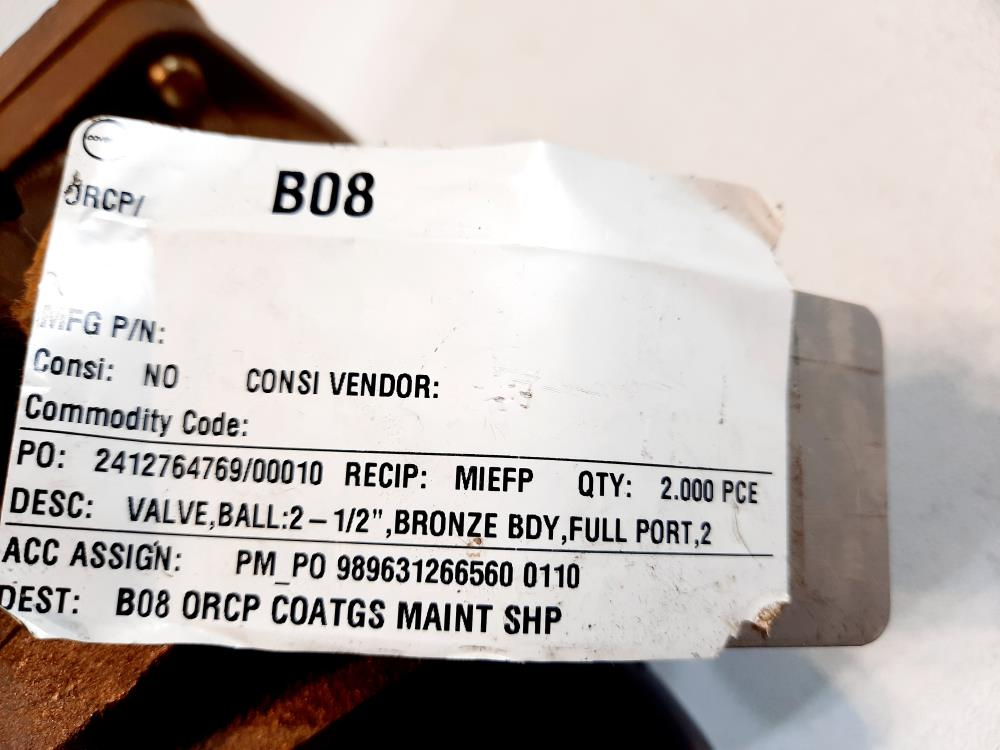 B08
ORCP/
MFG P/N:
Consi: NO CONSI VENDOR:
Commodity Code:
PO: 2412764769/00010 RECIP: MIEFP QTY: 2.000 PCE
DESC: VALVE,BALL:2-1/2",BRONZE BDY,FULL PORT,2
ACC ASSIGN: PM_PO 989631266560 0110
DEST: B08 ORCP COATGS MAINT SHP